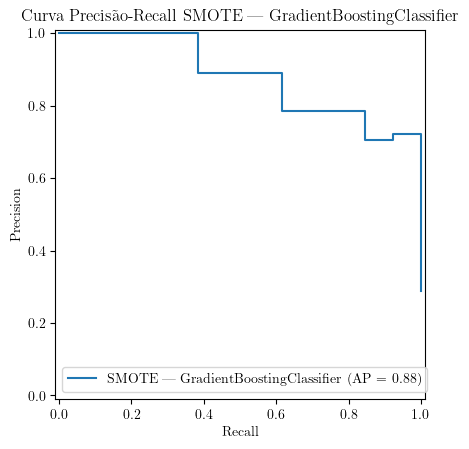 Curva Precisão-Recall SMOTE — GradientBoostingClassifier
1.0
0.8
0.6
0.4
0.2
0.0
Precision
SMOTE — GradientBoostingClassifier (AP = 0.88)
0.0 0.2 0.4 0.6 0.8 1.0
Recall